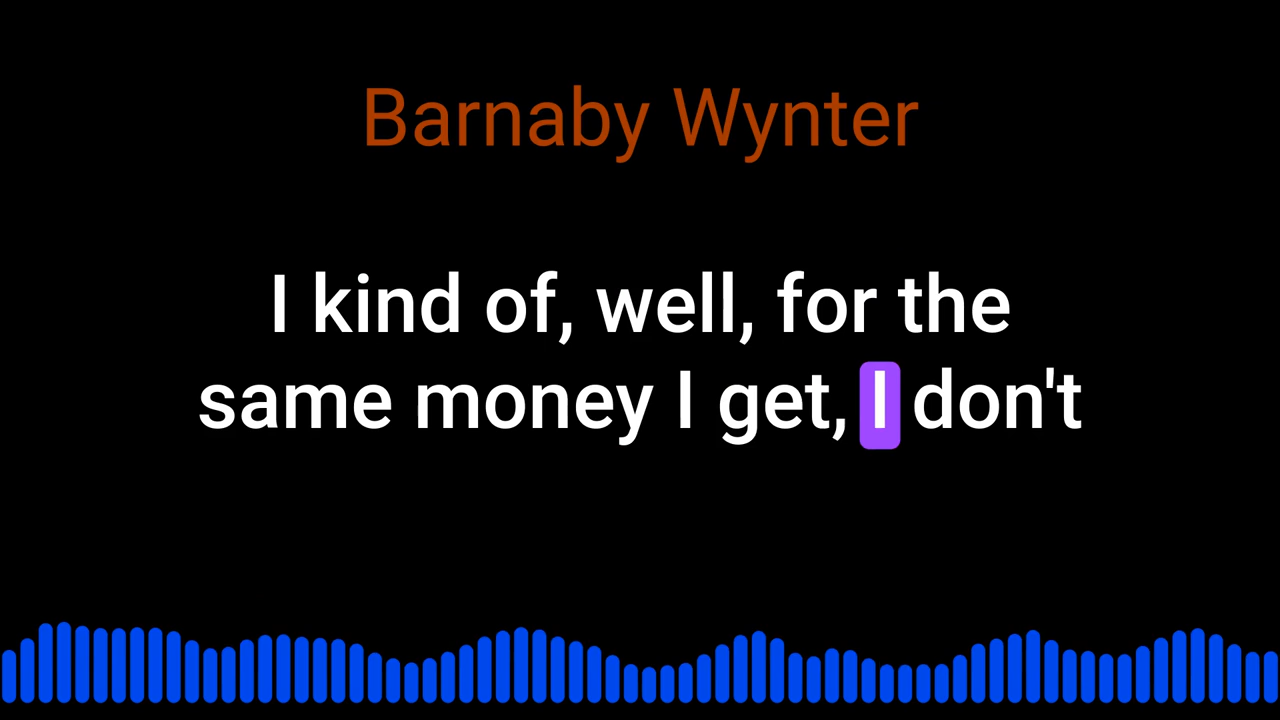 Barnaby Wynter
I kind of, well, for the
same money I get, I don't